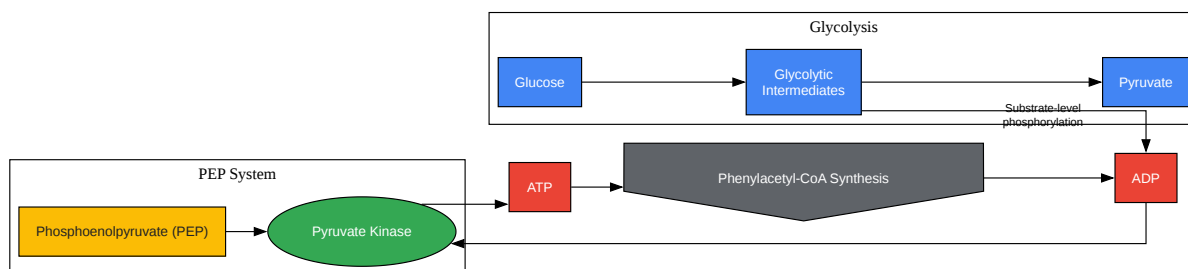 Glycolysis
Glucose
Glycolytic
Intermediates
Pyruvate
Substrate-level
phosphorylation
PEP System
ATP
Phenylacetyl-CoA Synthesis
ADP
Phosphoenolpyruvate (PEP)
Pyruvate Kinase